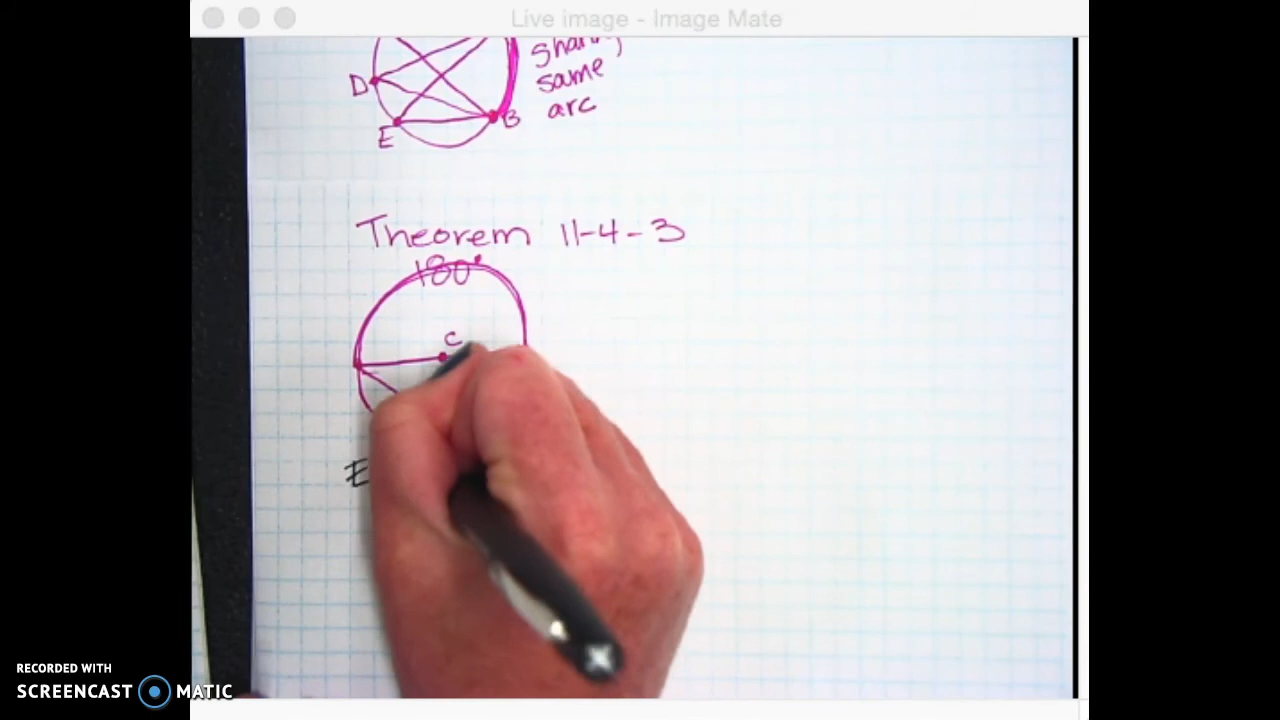 Live image - Image Mate
sharing
same
arc
D
E
B
Theorem 11-4-3
180°
C
E
RECORDED WITH
SCREENCAST MATIC